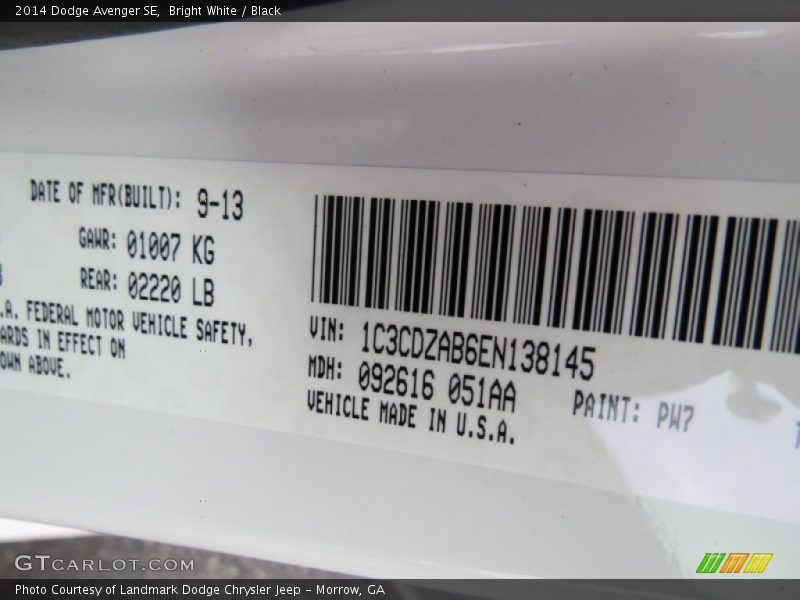 2014 Dodge Avenger SE, Bright White / Black
DATE OF MFR(BUILT): 9-13
GAWR: 01007 KG
REAR: 02220 LB
.A. FEDERAL MOTOR VEHICLE SAFETY,
ARDS IN EFFECT ON
OWN ABOVE.
VIN: 1C3CDZAB6EN138145
MDH: 092616 051AA
PAINT: PW7
VEHICLE MADE IN U.S.A.
GTCARLOT.COM
Photo Courtesy of Landmark Dodge Chrysler Jeep - Morrow, GA